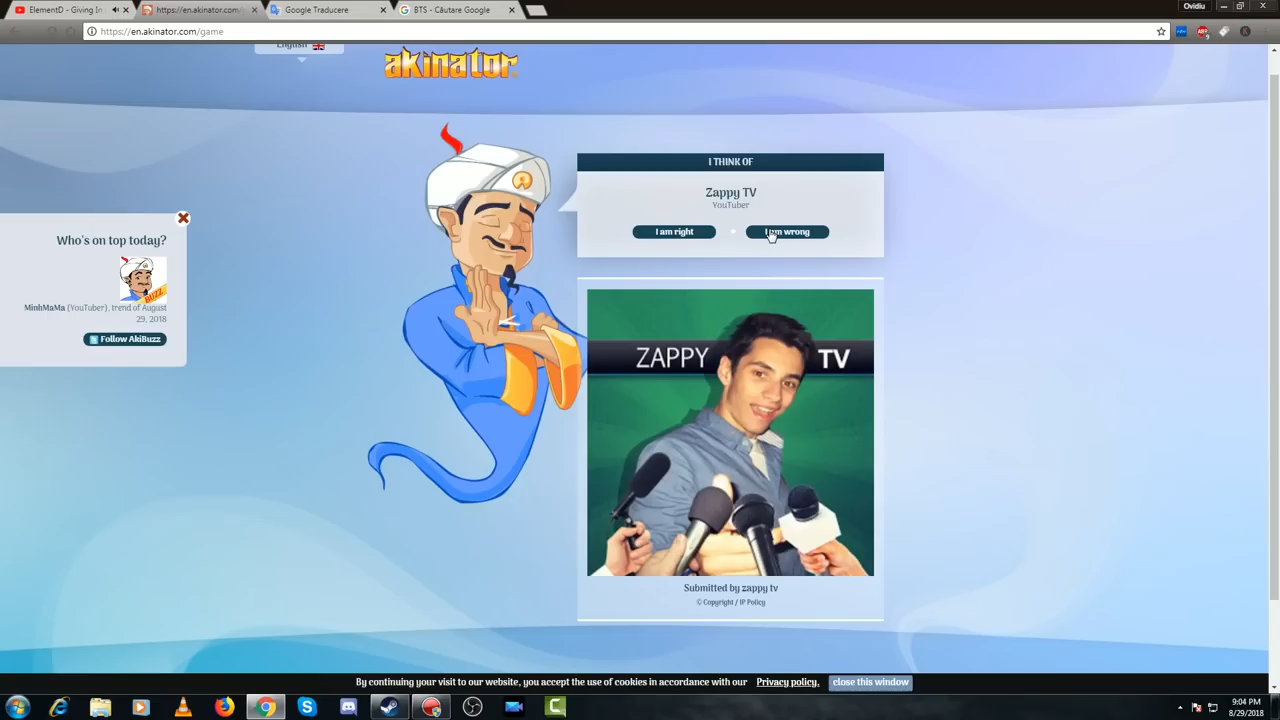 ElementD - Giving In
https://en.akinator.com/
Google Traducere
BTS - Căutare Google
Ovidiu
https://en.akinator.com/game
English
akinator
I THINK OF
Zappy TV
YouTuber
I am right
I am wrong
Who's on top today?
BUZZ
MinhMaMa (YouTuber), trend of August
29, 2018
Follow AkiBuzz
ZAPPY TV
Submitted by zappy tv
© Copyright / IP Policy
By continuing your visit to our website, you accept the use of cookies in accordance with our Privacy policy. close this window
9:04 PM
8/29/2018